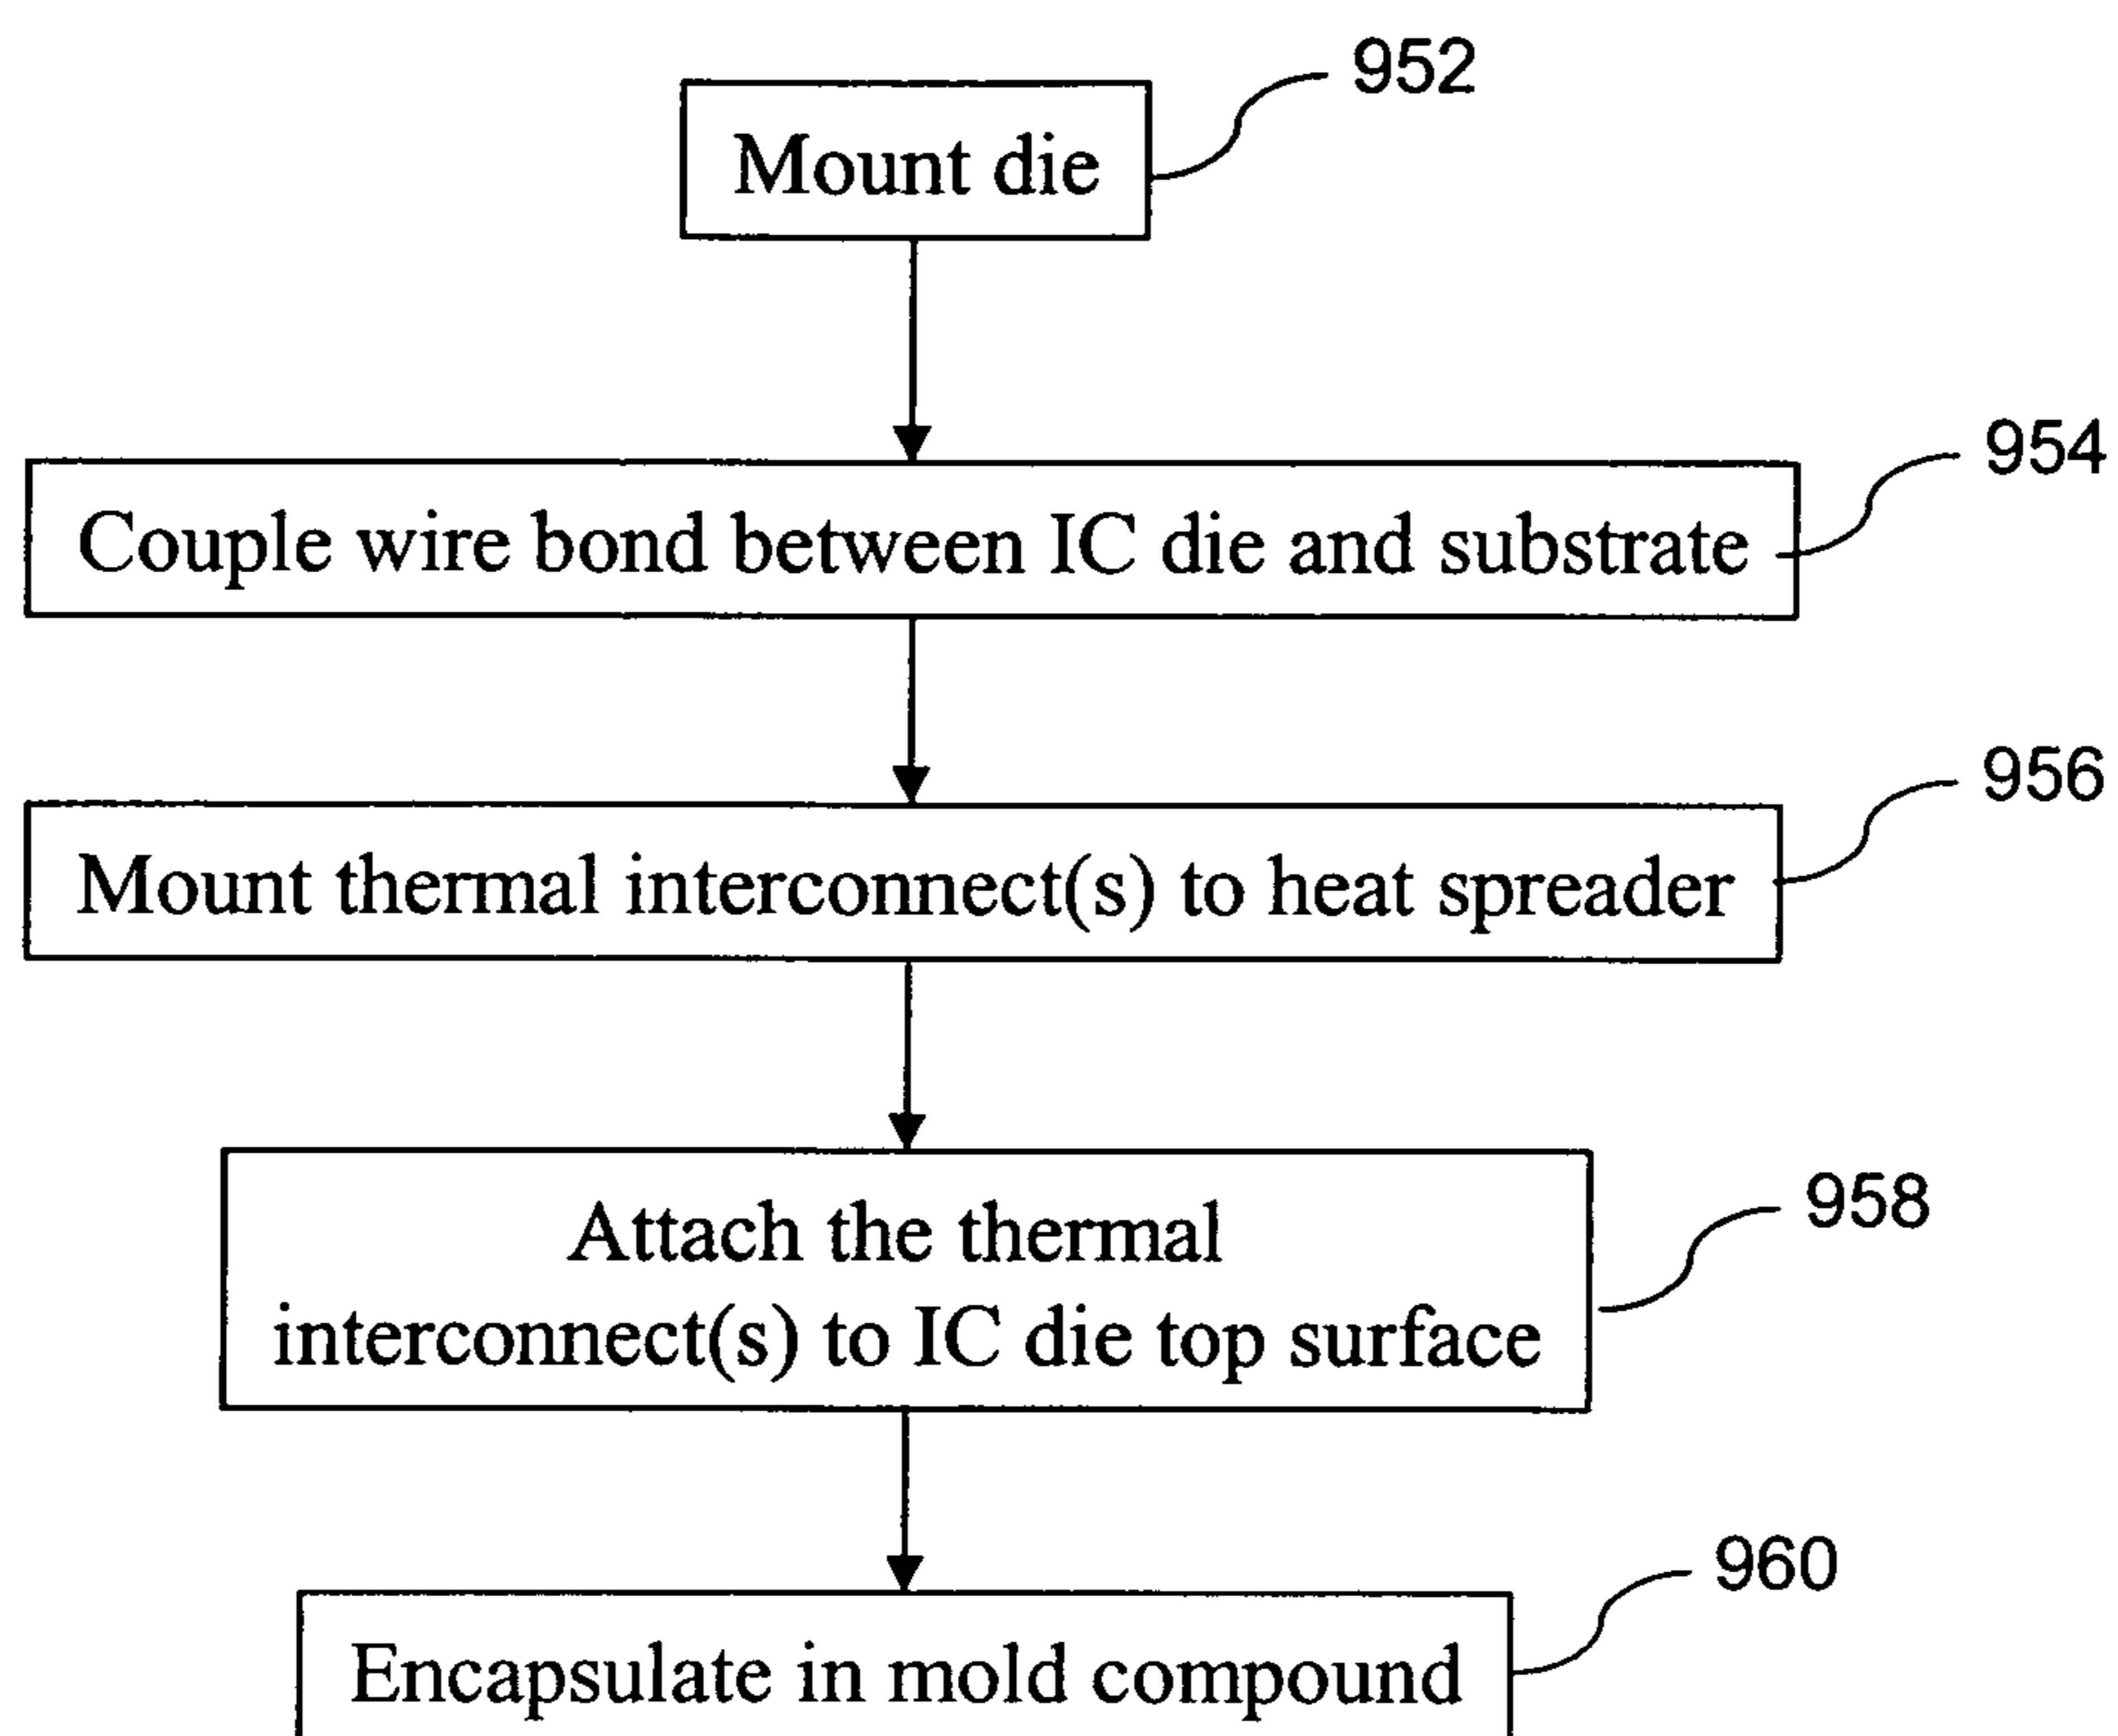 952
Mount die
954
Couple wire bond between IC die and substrate
956
Mount thermal interconnect(s) to heat spreader
958
Attach the thermal
interconnect(s) to IC die top surface
960
Encapsulate in mold compound